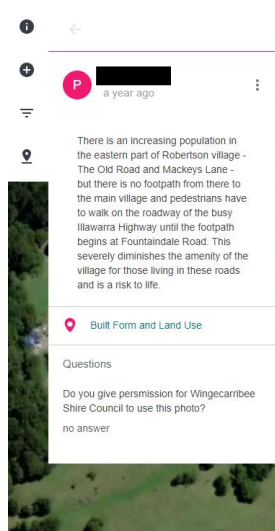 P
a year ago
There is an increasing population in
the eastern part of Robertson village -
The Old Road and Mackeys Lane -
but there is no footpath from there to
the main village and pedestrians have
to walk on the roadway of the busy
Illawarra Highway until the footpath
begins at Fountaindale Road. This
severely diminishes the amenity of the
village for those living in these roads
and is a risk to life.
Built Form and Land Use
Questions
Do you give persmission for Wingecarribee
Shire Council to use this photo?
no answer